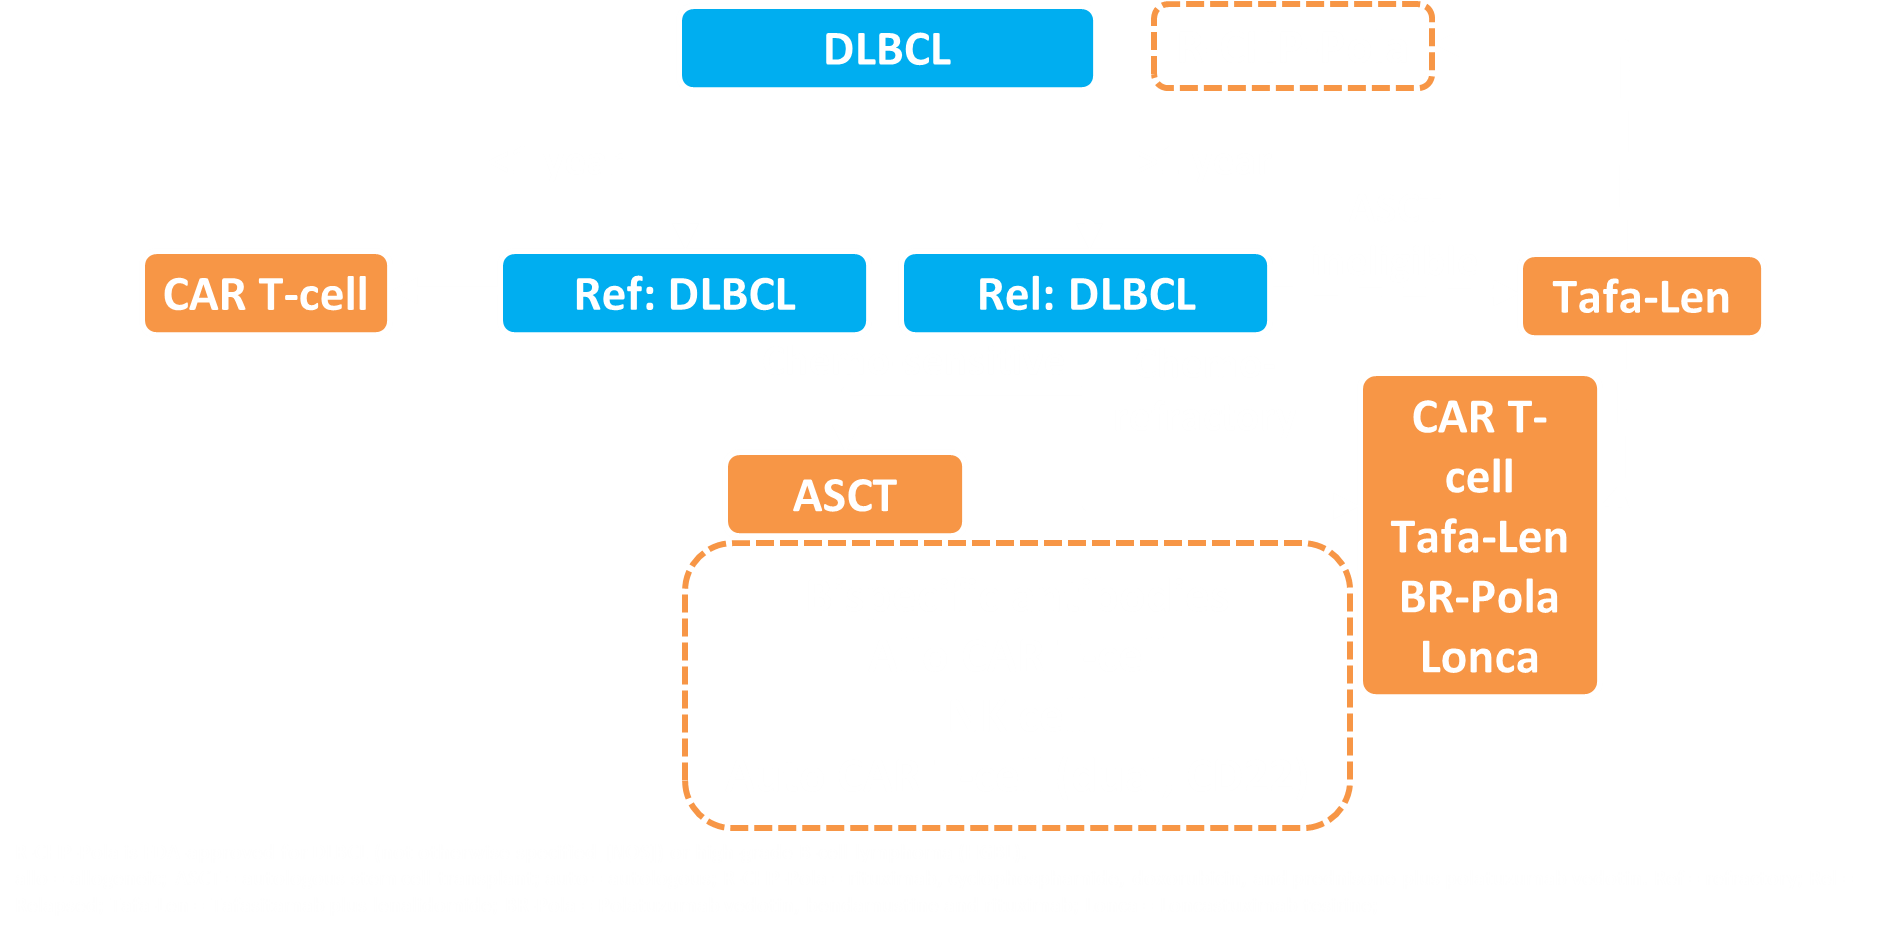 DLBCL
CAR T-cell
Ref: DLBCL
Rel: DLBCL
Tafa-Len
CAR T-
cell
Tafa-Len
BR-Pola
Lonca
ASCT